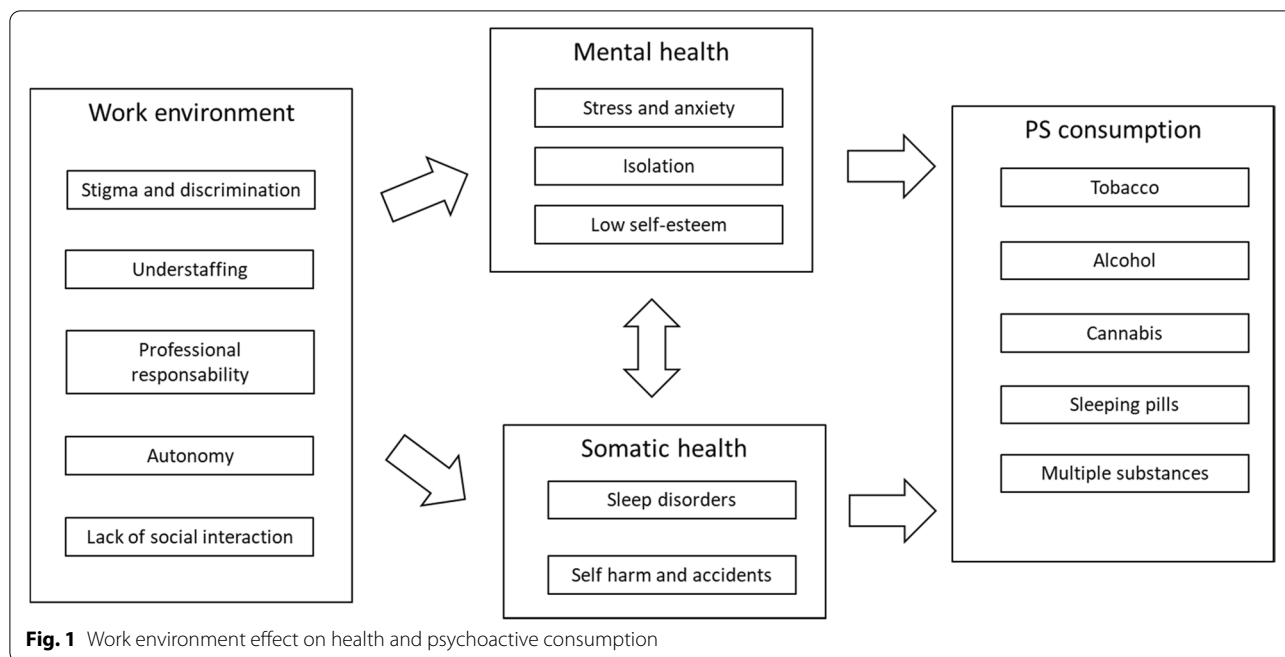 Work environment
Stigma and discrimination
Understaffing
Professional
responsability
Autonomy
Lack of social interaction
Mental health
Stress and anxiety
Isolation
Low self-esteem
Somatic health
Sleep disorders
Self harm and accidents
PS consumption
Tobacco
Alcohol
Cannabis
Sleeping pills
Multiple substances
Fig. 1 Work environment effect on health and psychoactive consumption